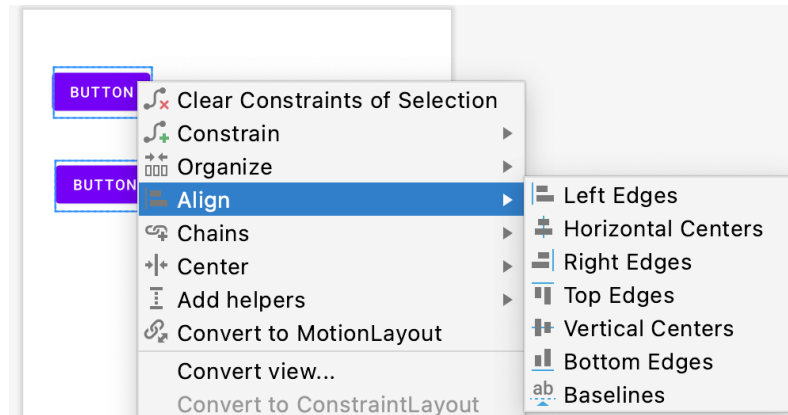 BUTTON
BUTTON
Clear Constraints of Selection
Constrain
Organize
Align
Chains
Center
Add helpers
Convert to MotionLayout
Convert view...
Convert to ConstraintLayout
Left Edges
Horizontal Centers
Right Edges
Top Edges
Vertical Centers
Bottom Edges
ab Baselines